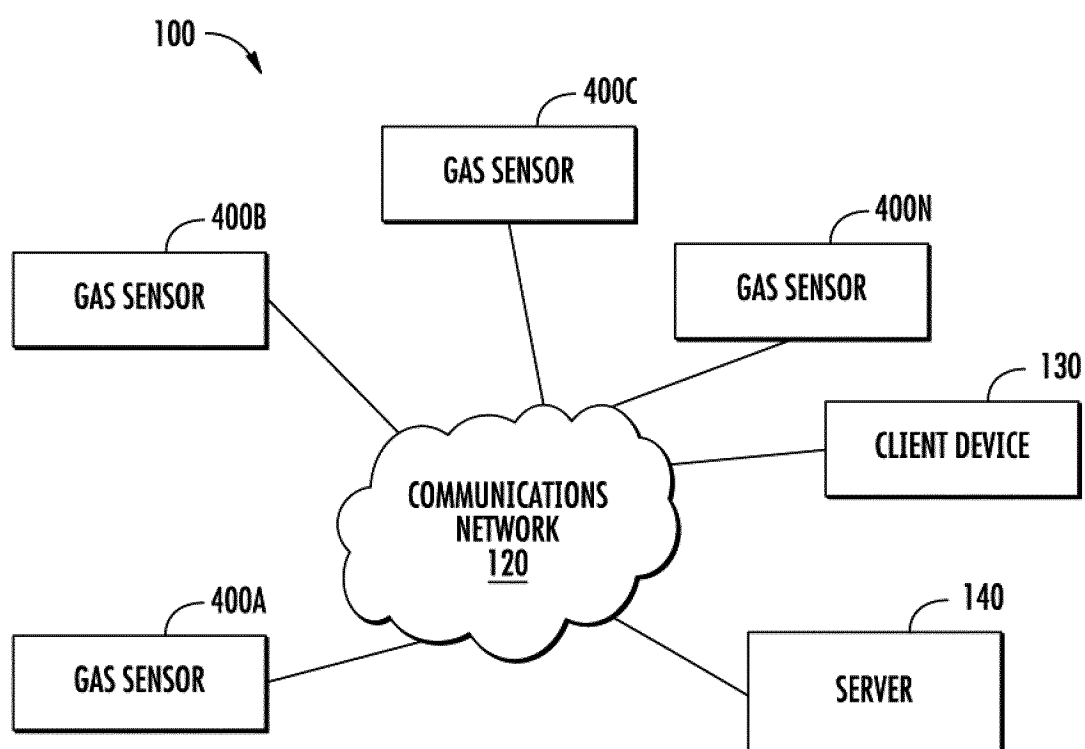 100
400C
GAS SENSOR
400B
GAS SENSOR
400N
GAS SENSOR
130
CLIENT DEVICE
COMMUNICATIONS
NETWORK
120
400A
GAS SENSOR
140
SERVER